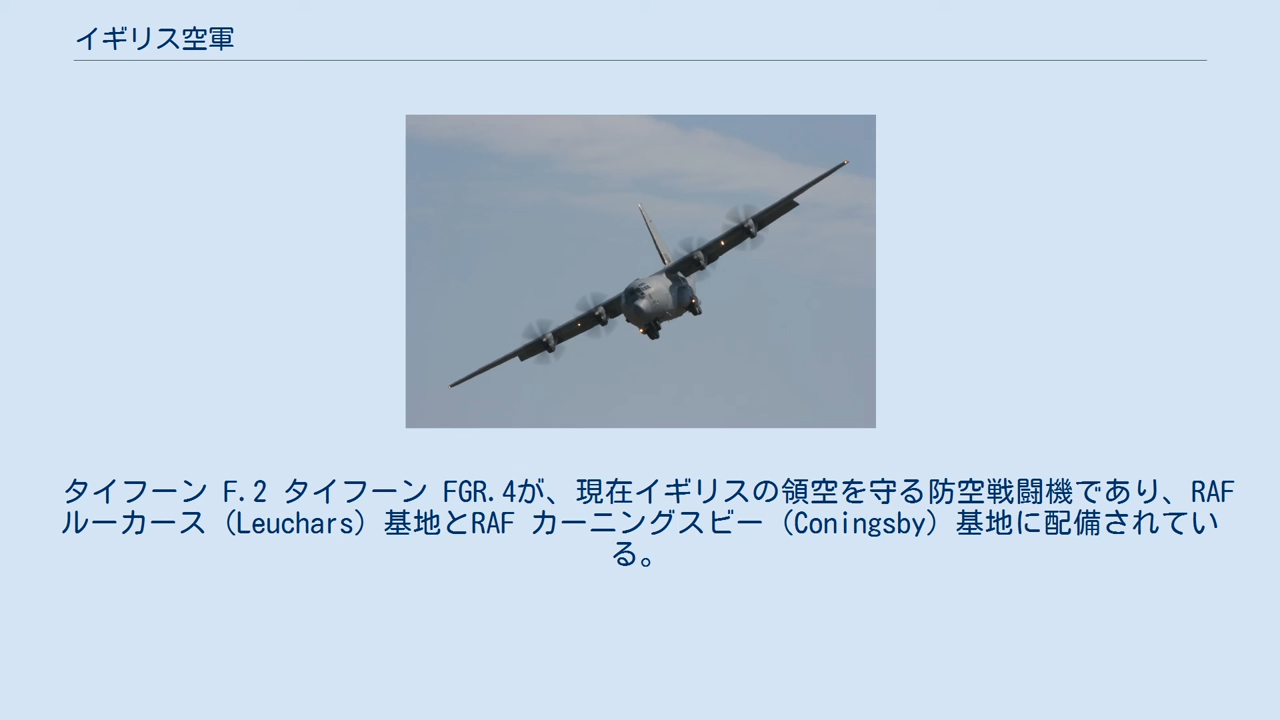 イギリス空軍
タイフーン F.2 タイフーン FGR.4が、現在イギリスの領空を守る防空戦闘機であり、RAF
ルーカース（Leuchars）基地とRAF カーニングスビー（Coningsby）基地に配備されてい
る。